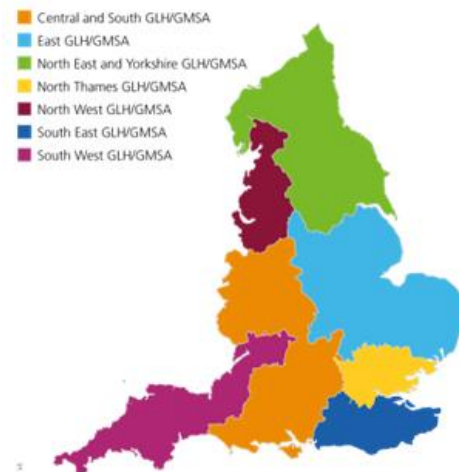 Central and South GLH/GMSA
East GLH/GMSA
North East and Yorkshire GLH/GMSA
North Thames GLH/GMSA
North West GLH/GMSA
South East GLH/GMSA
South West GLH/GMSA